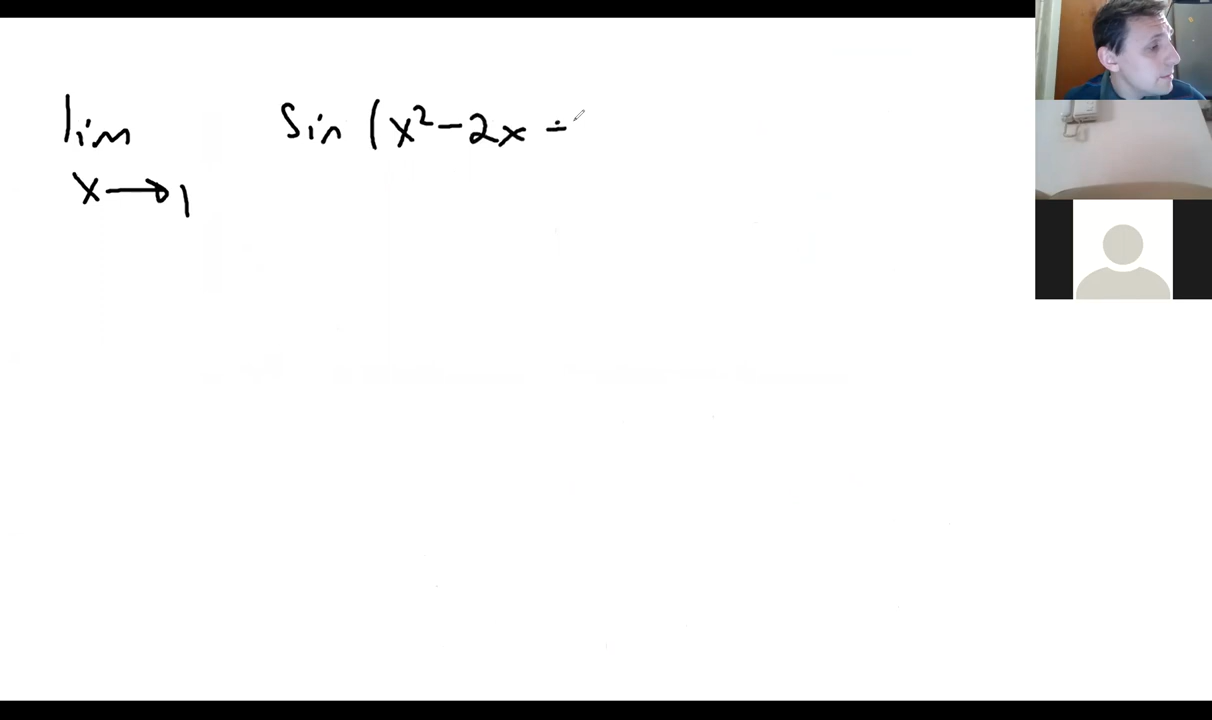 lim sin (x²-2x
x→1